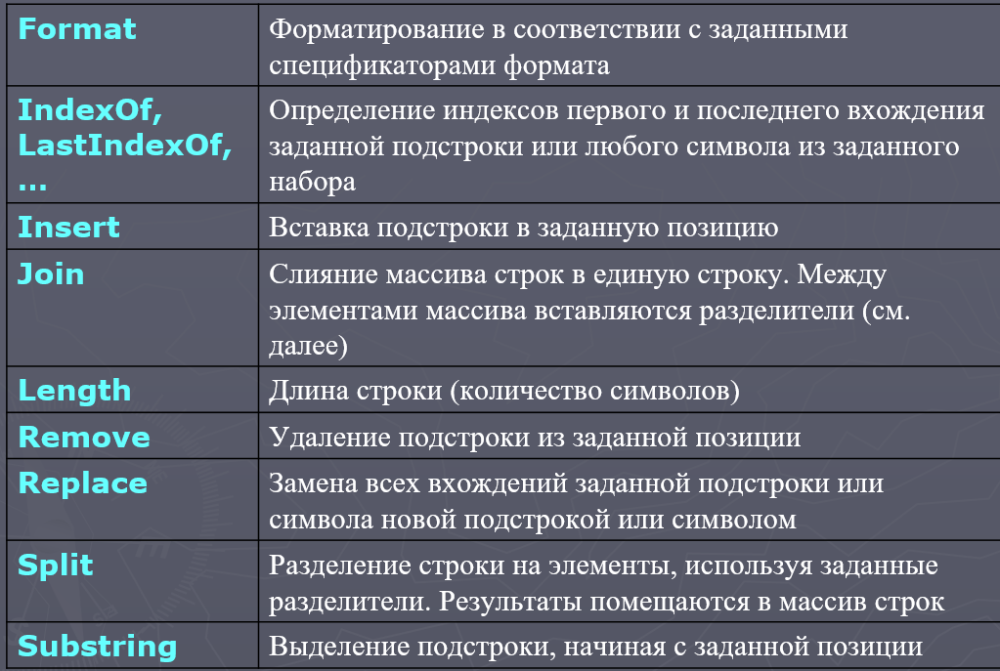 Format
Форматирование в соответствии с заданными
спецификаторами формата
IndexOf,
LastIndexOf,
...
Определение индексов первого и последнего вхождения
заданной подстроки или любого символа из заданного
набора
Insert
Вставка подстроки в заданную позицию
Join
Слияние массива строк в единую строку. Между
элементами массива вставляются разделители (см.
далее)
Length
Длина строки (количество символов)
Remove
Удаление подстроки из заданной позиции
Replace
Замена всех вхождений заданной подстроки или
символа новой подстрокой или символом
Split
Разделение строки на элементы, используя заданные
разделители. Результаты помещаются в массив строк
Substring
Выделение подстроки, начиная с заданной позиции